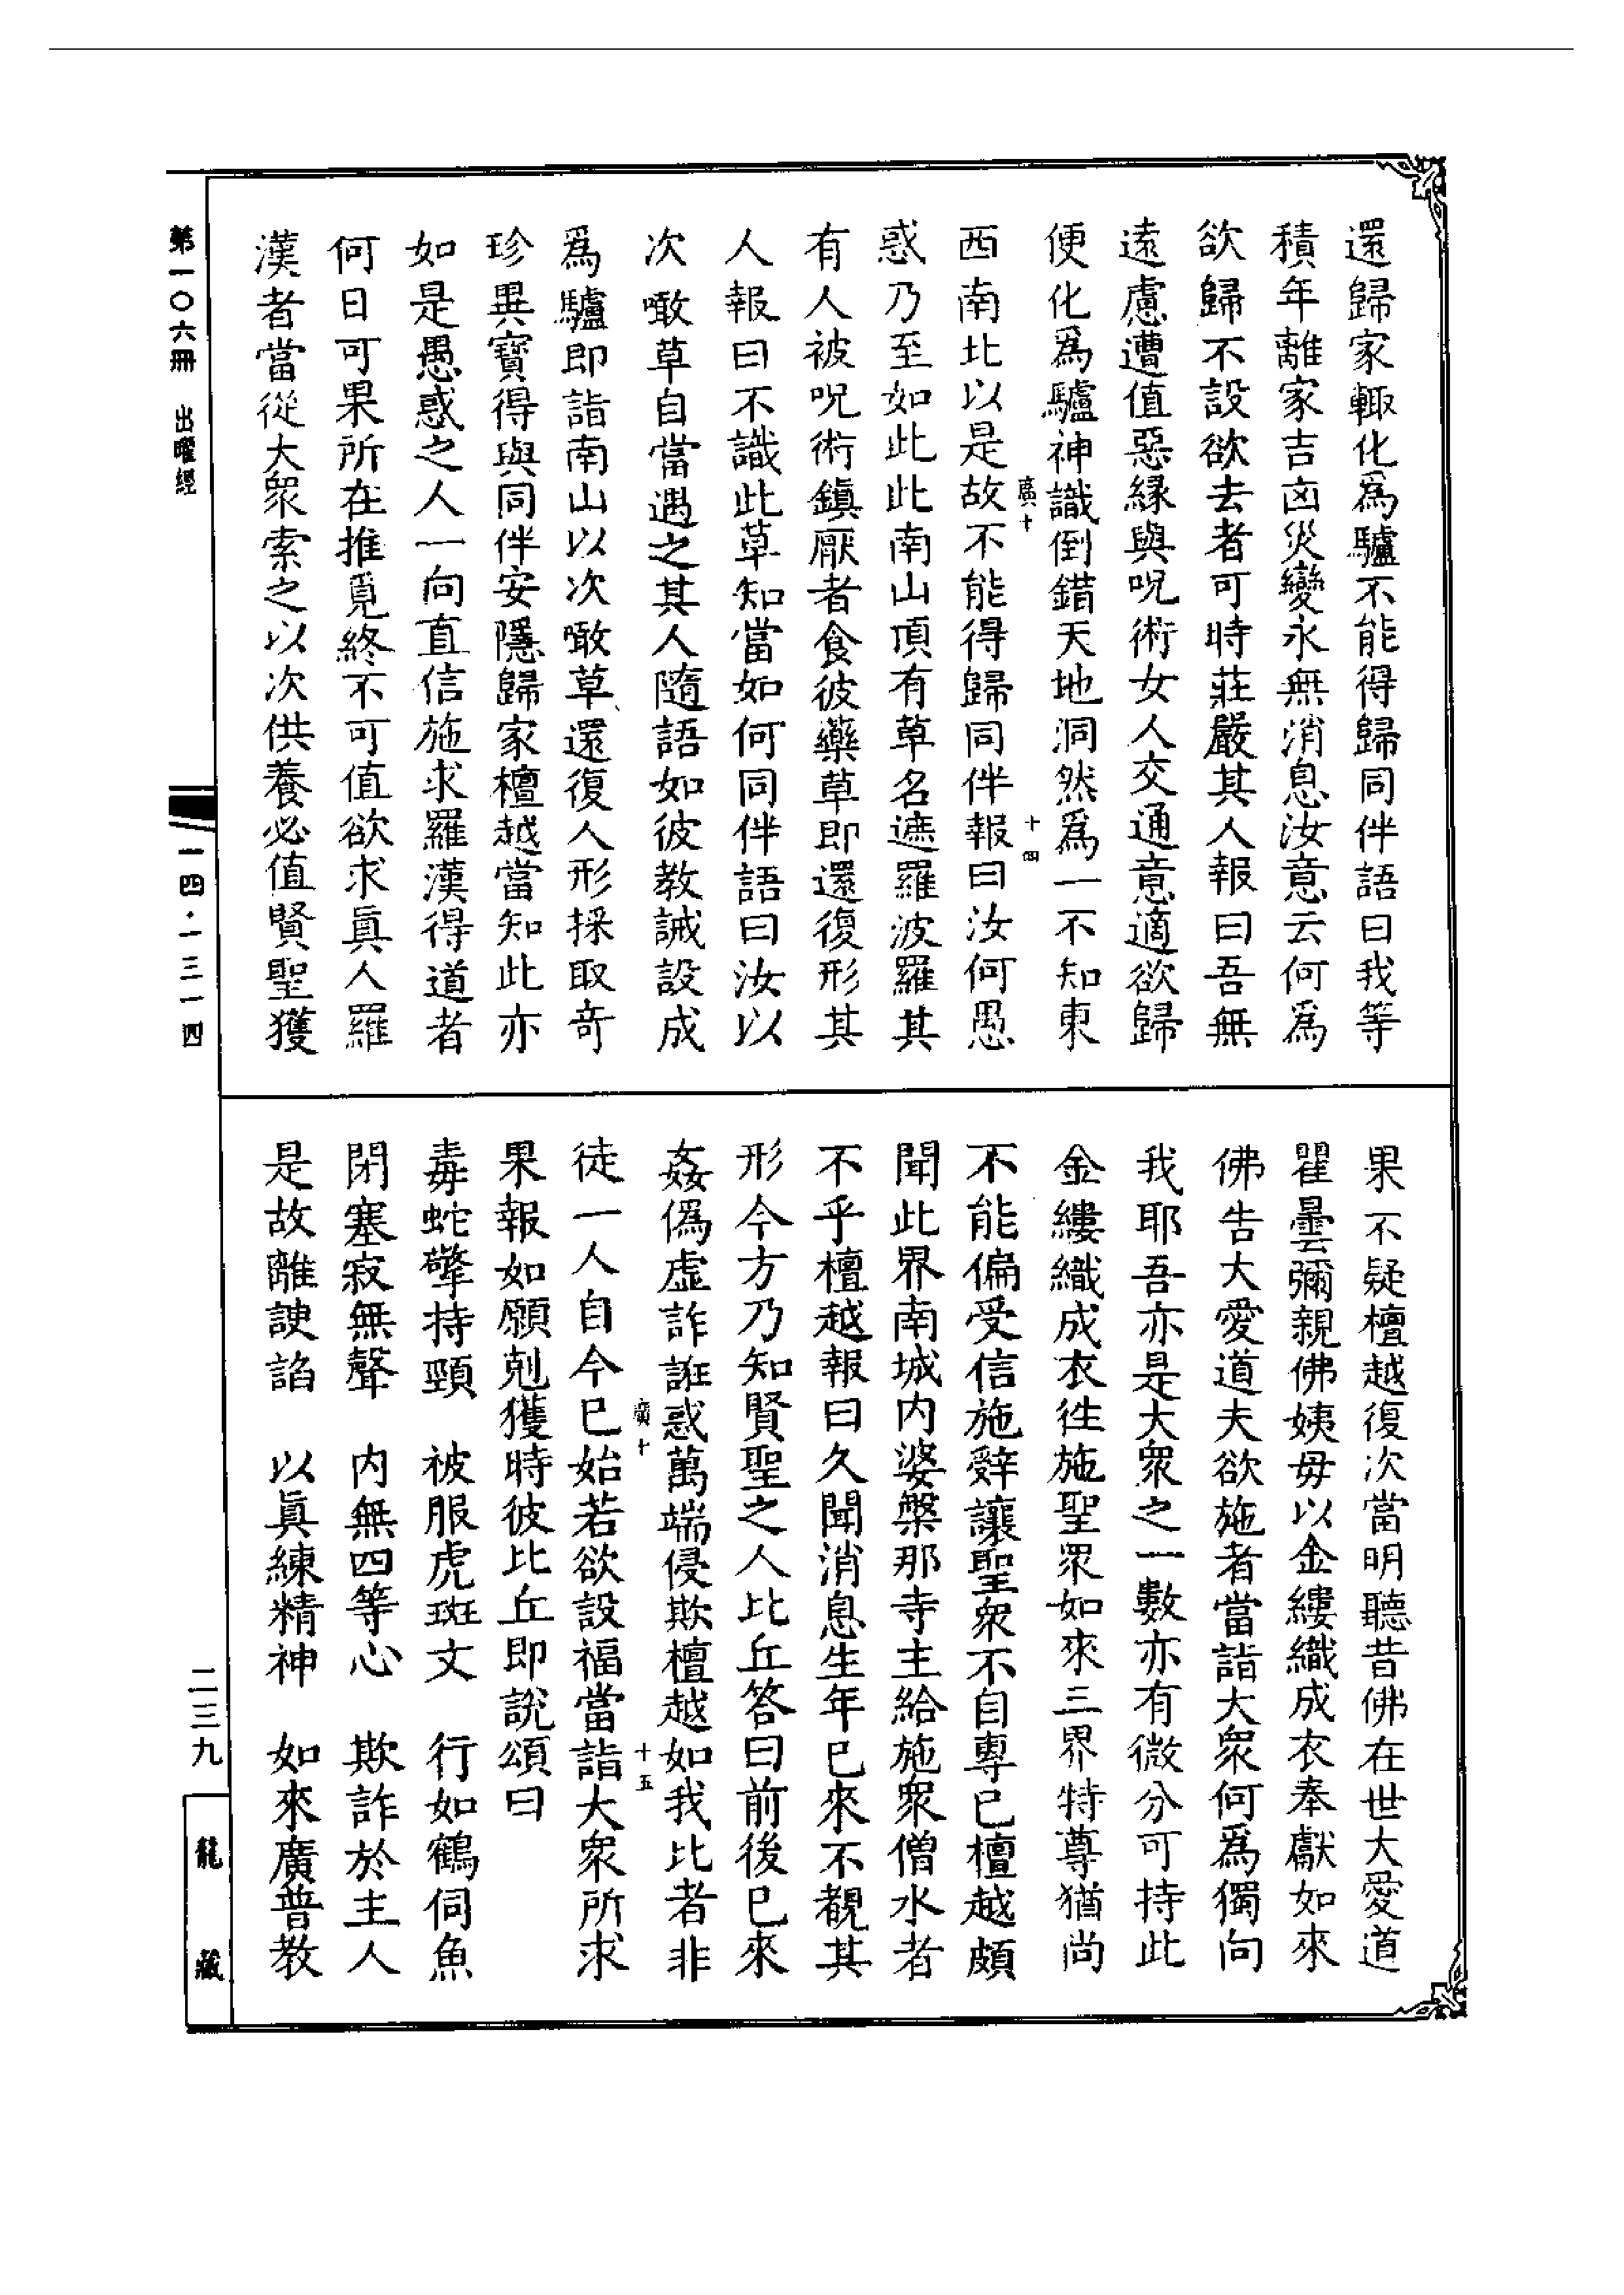 還歸家輙化爲驢不能得歸同伴語曰我等
積年離家吉凶災變永無消息汝意云何爲
欲歸不設欲去者可時莊嚴其人報曰吾無
遠慮遭值惡緣與呪術女人交通意適欲歸
便化爲驢神識倒錯天地洞然爲一不知東
廣十
十四
西南北以是故不能得歸同伴報曰汝何愚
惑乃至如此此南山頂有草名遮羅波羅其
有人被呪術鎮厭者食彼藥草即還復形其
人報曰不識此草知當如何同伴語曰汝以
次噉草自當遇之其人隨語如彼教誡設成
爲驢即詣南山以次噉草還復人形採取奇
珍異寶得與同伴安隱歸家檀越當知此亦
如是愚惑之人一向直信施求羅漢得道者
何日可果所在推覓終不可值欲求眞人羅
漢者當從大眾索之以次供養必值賢聖獲
果不疑檀越復次當明聽昔佛在世大愛道
瞿曇彌親佛姨母以金縷織成衣奉獻如來
佛告大愛道夫欲施者當詣大眾何爲獨向
我耶吾亦是大眾之一數亦有微分可持此
金縷織成衣徃施聖眾如來三界特尊猶尚
不能偏受信施辭讓聖眾不自專已檀越頗
聞此界南城內婆槃那寺主給施眾僧水者
不乎檀越報曰久聞消息生年已來不覩其
形今方乃知賢聖之人比丘答曰前後已來
姦僞虛詐誑惑萬端侵欺檀越如我比者非
廣十
十五
徒一人自今已始若欲設福當詣大眾所求
果報如願剋獲時彼比丘即說頌曰
毒蛇擎持頸　被服虎斑文　行如鶴伺魚
閉塞寂無聲　內無四等心　欺詐於主人
是故離諛諂　以眞練精神　如來廣普教
第一〇六冊　出曜經
一四·一三一四
二三九
龍藏